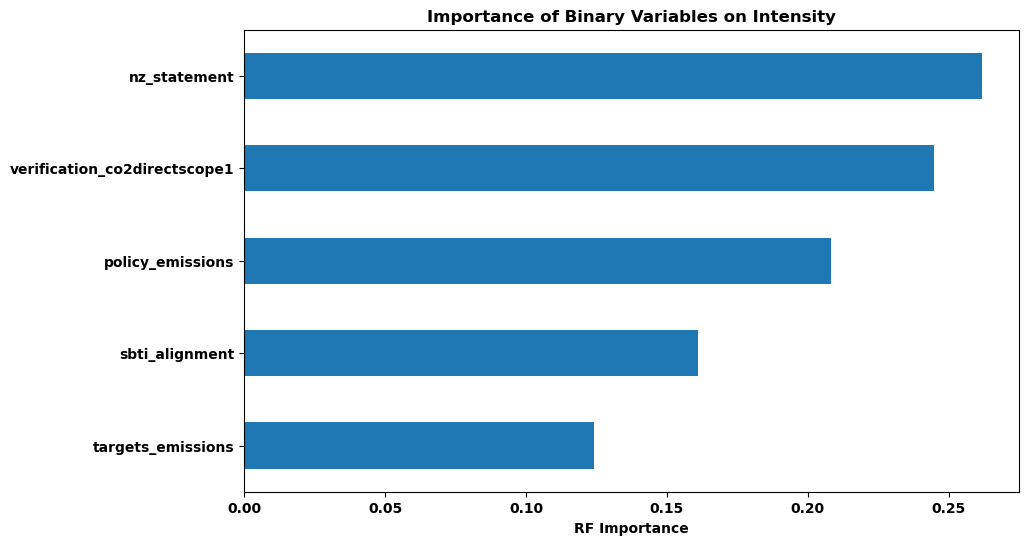 Importance of Binary Variables on Intensity
nz_statement
verification_co2directscope1
policy_emissions
sbti_alignment
targets_emissions
0.00 0.05 0.10 0.15 0.20 0.25
RF Importance